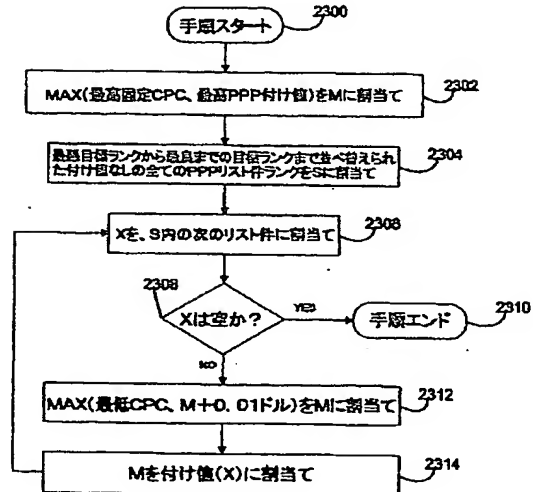 手順スタート
2300
MAX(最高固定CPC、最高PPP付け値)をMに割当て
2302
最高目標ランクから最良までの目標ランクまで並べ替えられ
た付け値なしの全てのPPPリスト件ランクをSに割当て
2304
Xを、S内の次のリスト件に割当て
2308
2308
Xは空か？
YES
手順エンド
2310
NO
MAX(最低CPC、M+0.01ドル)をMに割当て
2312
Mを付け値(X)に割当て
2314